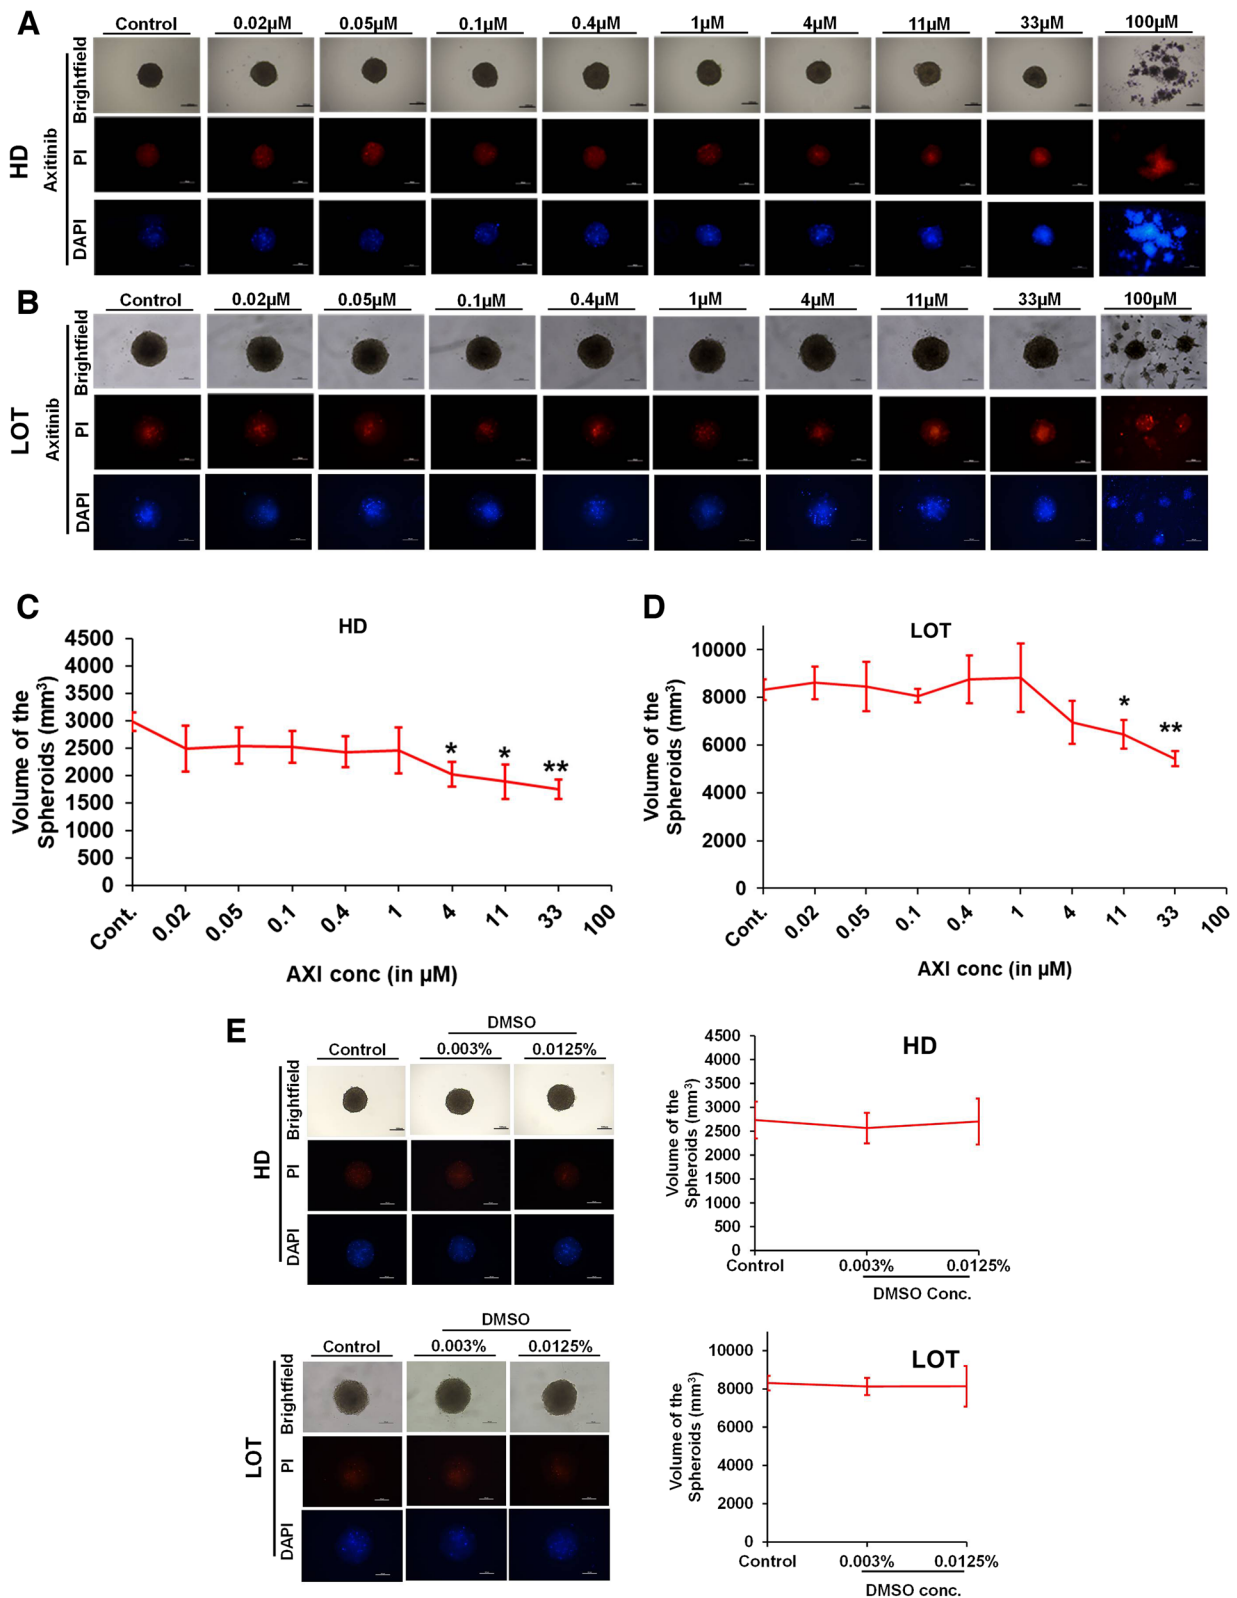 A
Control 0.02µM 0.05µM 0.1µM 0.4µM 1µM 4µM 11µM 33µM 100µM
HD
Axitinib
Brightfield
PI
DAPI
B
Control 0.02µM 0.05µM 0.1µM 0.4µM 1µM 4µM 11µM 33µM 100µM
LOT
Axitinib
Brightfield
PI
DAPI
C
HD
Volume of the
Spheroids (mm³)
4500
4000
3500
3000
2500
2000
1500
1000
500
0
* * **
Cont. 0.02 0.05 0.1 0.4 1 4 11 33 100
AXI conc (in µM)
D
LOT
Volume of the
Spheroids (mm³)
10000
8000
6000
4000
2000
0
* **
Cont. 0.02 0.05 0.1 0.4 1 4 11 33 100
AXI conc (in µM)
E
DMSO
Control 0.003% 0.0125%
HD
Brightfield
PI
DAPI
HD
Volume of the
Spheroids (mm³)
4500
4000
3500
3000
2500
2000
1500
1000
500
0
Control 0.003% 0.0125%
DMSO Conc.
DMSO
Control 0.003% 0.0125%
LOT
Brightfield
PI
DAPI
LOT
Volume of the
Spheroids (mm³)
10000
8000
6000
4000
2000
0
Control 0.003% 0.0125%
DMSO conc.